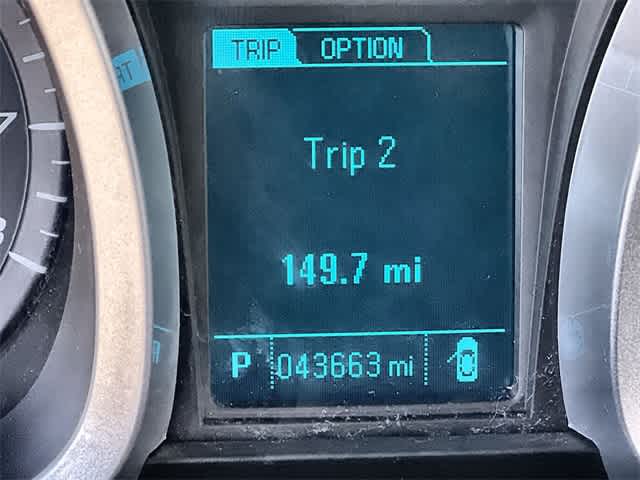 TRIP OPTION
Trip 2
149.7 mi
P 043663 mi